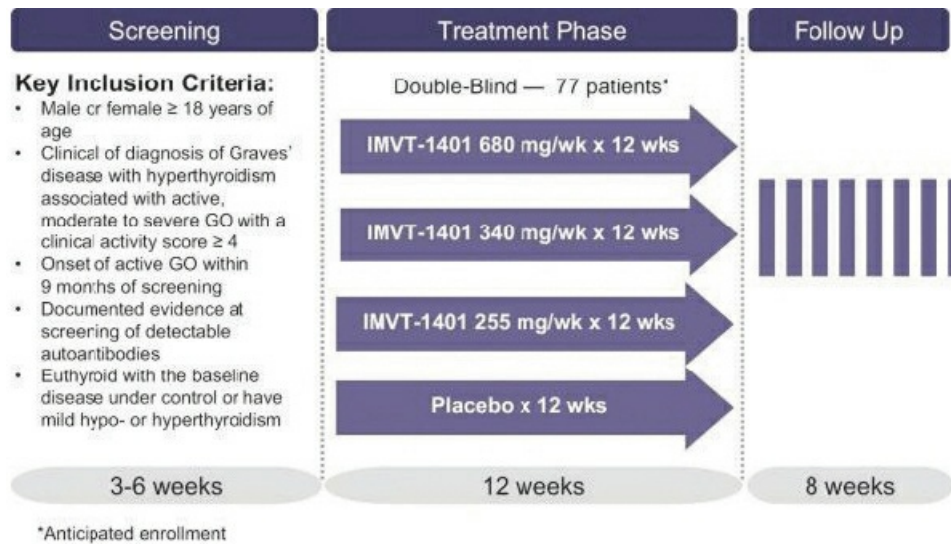 Screening
Treatment Phase
Follow Up
Key Inclusion Criteria:
• Male or female ≥ 18 years of
age
• Clinical of diagnosis of Graves'
disease with hyperthyroidism
associated with active,
moderate to severe GO with a
clinical activity score ≥ 4
• Onset of active GO within
9 months of screening
• Documented evidence at
screening of detectable
autoantibodies
• Euthyroid with the baseline
disease under control or have
mild hypo- or hyperthyroidism
Double-Blind — 77 patients*
IMVT-1401 680 mg/wk x 12 wks
IMVT-1401 340 mg/wk x 12 wks
IMVT-1401 255 mg/wk x 12 wks
Placebo x 12 wks
3-6 weeks
12 weeks
8 weeks
*Anticipated enrollment